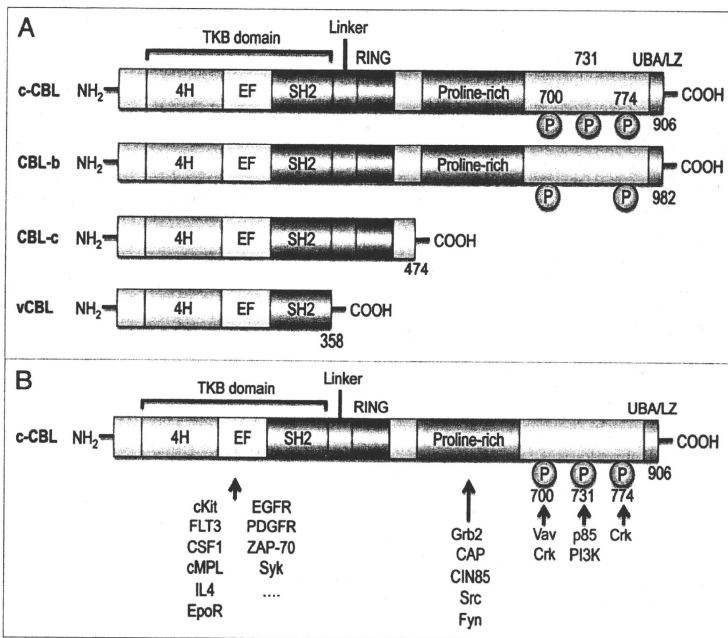 A
Linker
TKB domain
RING
731
UBA/LZ
c-CBL NH2 4H EF SH2 Proline-rich 700 774 COOH
P P P 906
CBL-b NH2 4H EF SH2 Proline-rich COOH
P P 982
CBL-c NH2 4H EF SH2 COOH
474
vCBL NH2 4H EF SH2 COOH
358
B
Linker
TKB domain
RING
UBA/LZ
c-CBL NH2 4H EF SH2 Proline-rich COOH
P P P 906
700 731 774
cKit EGFR
FLT3 PDGFR
CSF1 ZAP-70
cMPL Syk
IL4 ....
EpoR
Grb2
CAP
CIN85
Src
Fyn
Vav p85 Crk
Crk PI3K